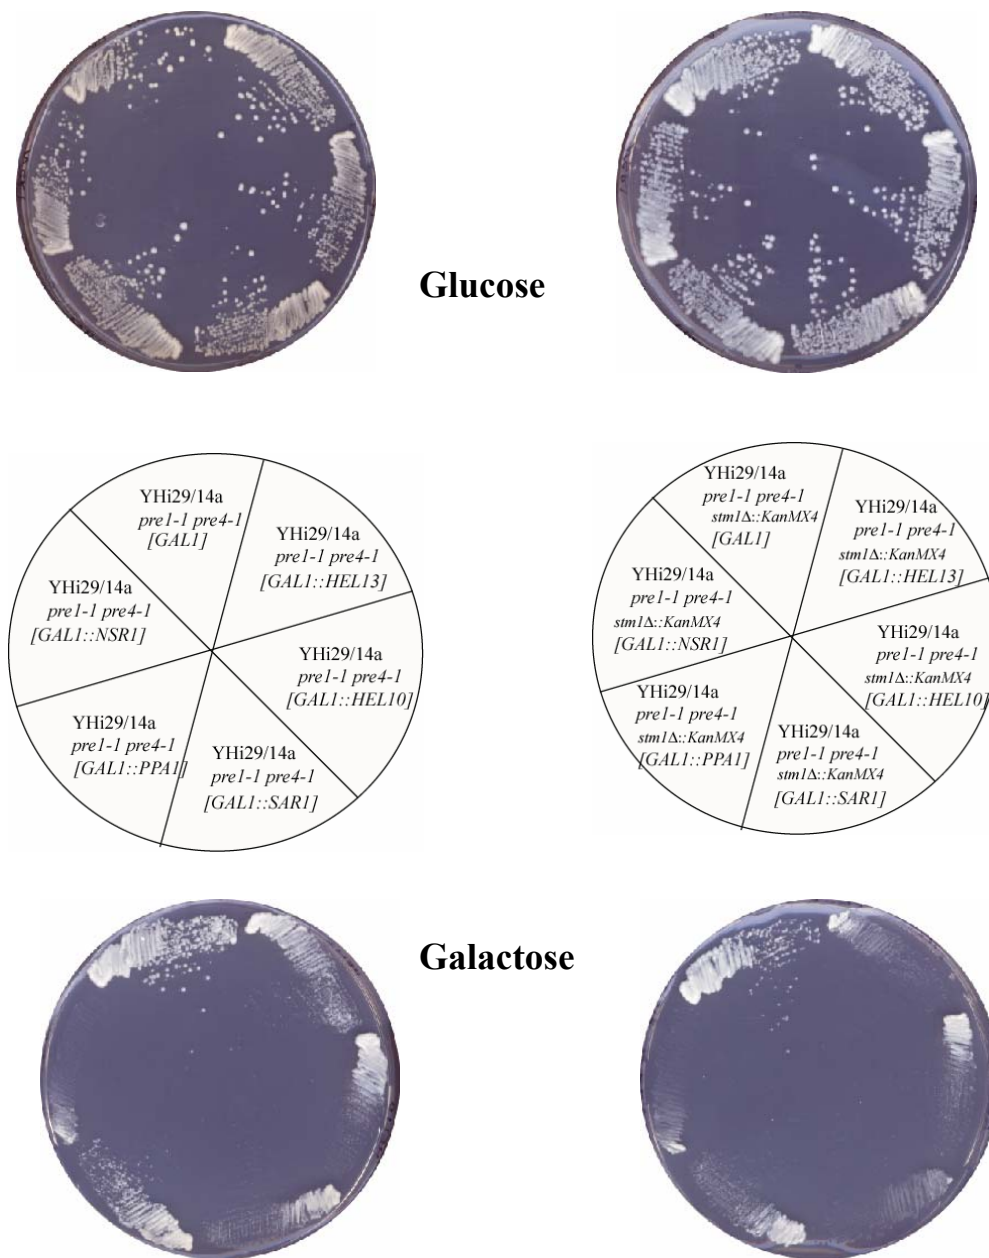 Glucose
YHi29/14a
pre1-1 pre4-1
[GAL1]
YHi29/14a
pre1-1 pre4-1
[GAL1::HEL13]
YHi29/14a
pre1-1 pre4-1
[GAL1::NSR1]
YHi29/14a
pre1-1 pre4-1
[GAL1::HEL10]
YHi29/14a
pre1-1 pre4-1
[GAL1::PPA1]
YHi29/14a
pre1-1 pre4-1
[GAL1::SAR1]
YHi29/14a
pre1-1 pre4-1
stm1Δ::KanMX4
[GAL1]
YHi29/14a
pre1-1 pre4-1
stm1Δ::KanMX4
[GAL1::HEL13]
YHi29/14a
pre1-1 pre4-1
stm1Δ::KanMX4
[GAL1::NSR1]
YHi29/14a
pre1-1 pre4-1
stm1Δ::KanMX4
[GAL1::HEL10]
YHi29/14a
pre1-1 pre4-1
stm1Δ::KanMX4
[GAL1::PPA1]
YHi29/14a
pre1-1 pre4-1
stm1Δ::KanMX4
[GAL1::SAR1]
Galactose